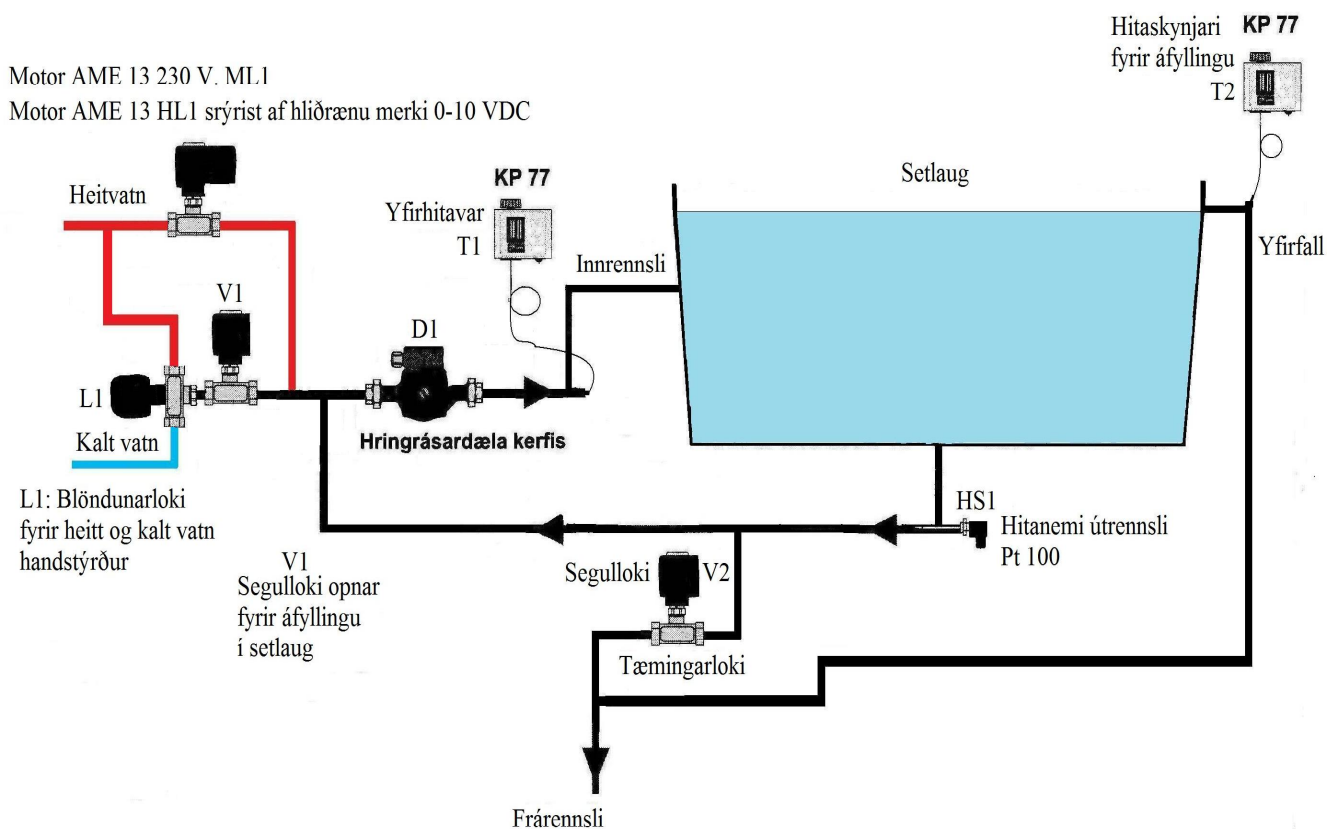 Motor AME 13 230 V. ML1
Motor AME 13 HL1 srýrist af hliðrænu merki 0-10 VDC
Heitvatn
V1
L1
Kalt vatn
L1: Blöndunarloki
fyrir heitt og kalt vatn
handstýrður
V1
Segulloki opnar
fyrir áfyllingu
í setlaug
KP 77
Yfirhitavar
T1
D1
Hringrásardæla kerfis
Innrennsli
Setlaug
Hitaskynjari
fyrir áfyllingu
T2
KP 77
Yfirfall
HS1
Hitanemi útrennsli
Pt 100
Segulloki
V2
Tæmingarloki
Frárennsli